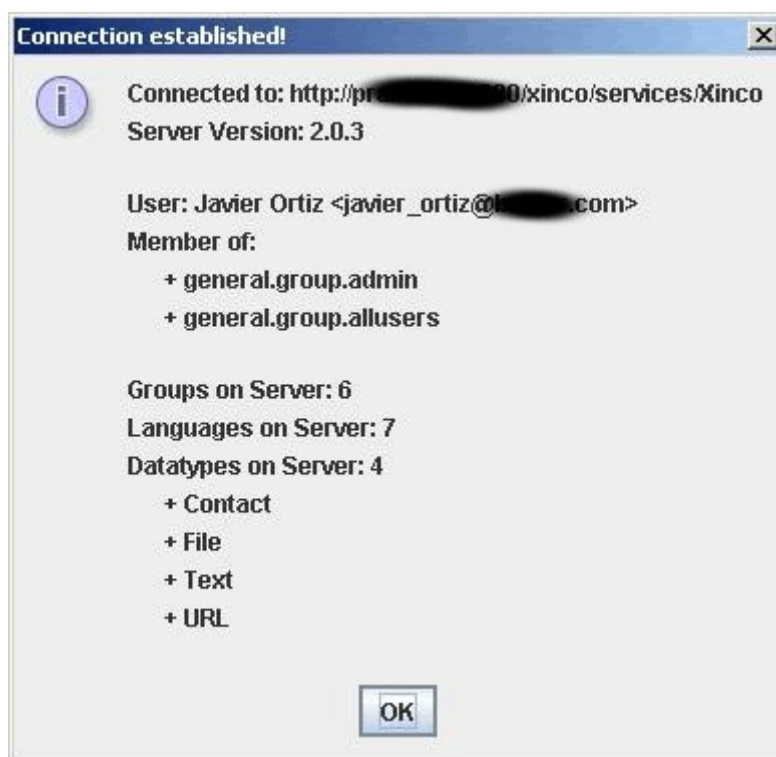 Connection established!
Connected to: http://pr 0/xinco/services/Xinco
Server Version: 2.0.3
User: Javier Ortiz <javier_ortiz@ .com>
Member of:
+ general.group.admin
+ general.group.allusers
Groups on Server: 6
Languages on Server: 7
Datatypes on Server: 4
+ Contact
+ File
+ Text
+ URL
OK